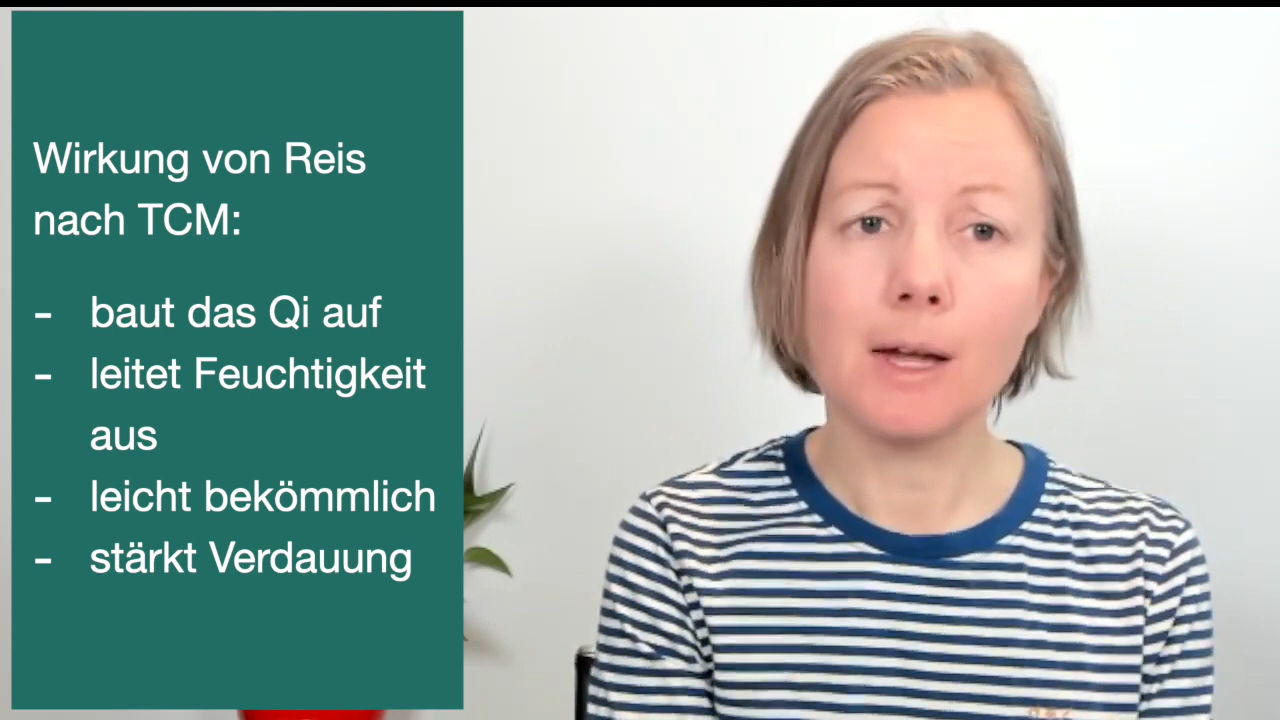 Wirkung von Reis
nach TCM:
- baut das Qi auf
- leitet Feuchtigkeit
aus
- leicht bekömmlich
- stärkt Verdauung